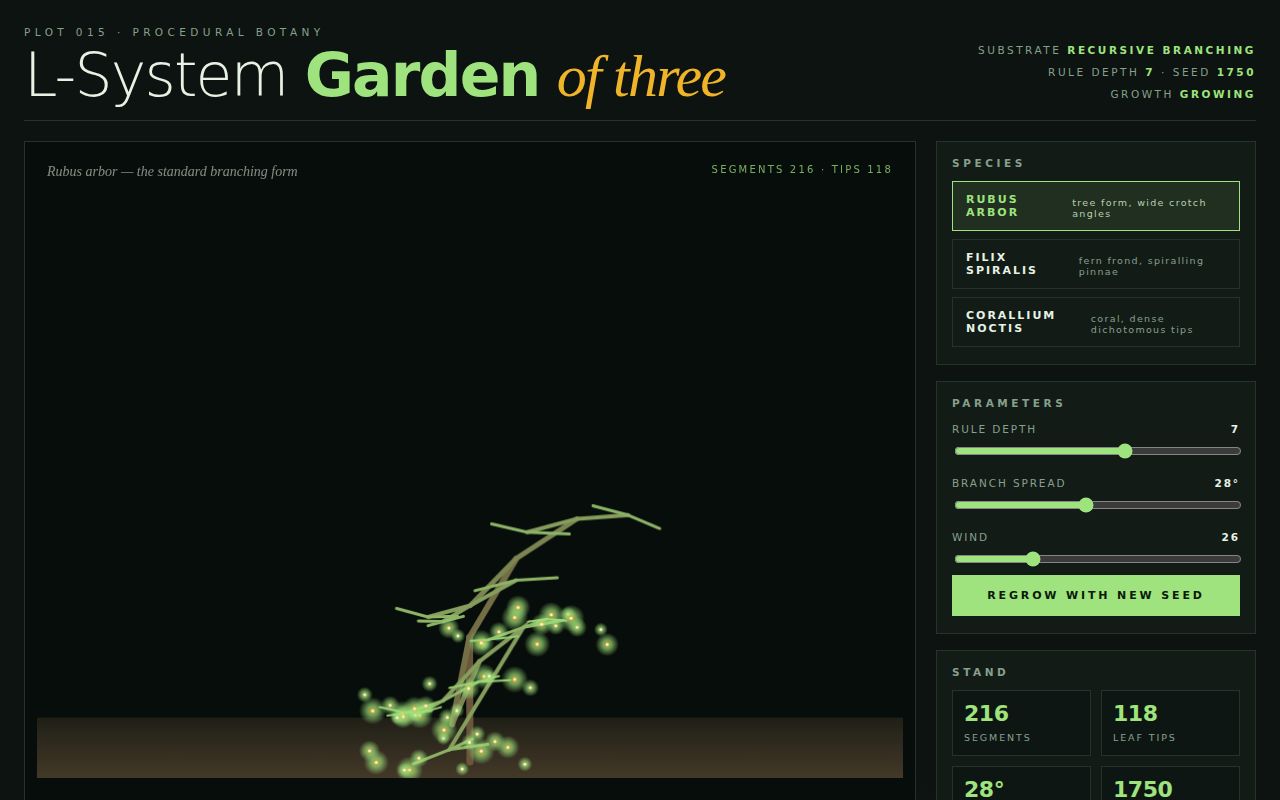 PLOT 015 · PROCEDURAL BOTANY
L-System Garden of three
SUBSTRATE RECURSIVE BRANCHING
RULE DEPTH 7 · SEED 1750
GROWTH GROWING
Rubus arbor — the standard branching form
SEGMENTS 216 · TIPS 118
SPECIES
RUBUS ARBOR
tree form, wide crotch angles
FILIX SPIRALIS
fern frond, spiralling pinnae
CORALLIUM NOCTIS
coral, dense dichotomous tips
PARAMETERS
RULE DEPTH 7
BRANCH SPREAD 28°
WIND 26
REGROW WITH NEW SEED
STAND
216 118
SEGMENTS LEAF TIPS
28° 1750